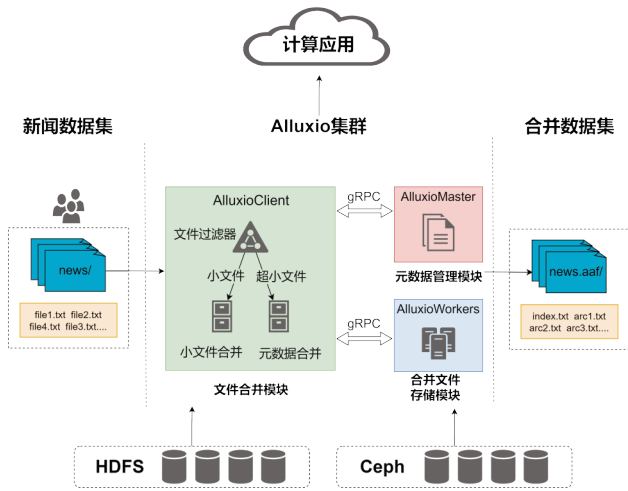 计算应用
新闻数据集
Alluxio集群
合并数据集
AlluxioClient
gRPC
AlluxioMaster
文件过滤器
小文件
超小文件
小文件合并
元数据合并
文件合并模块
元数据管理模块
gRPC
AlluxioWorkers
合并文件
存储模块
news/
file1.txt file2.txt
file4.txt file3.txt....
news.aaf/
index.txt arc1.txt
arc2.txt arc3.txt....
HDFS
Ceph